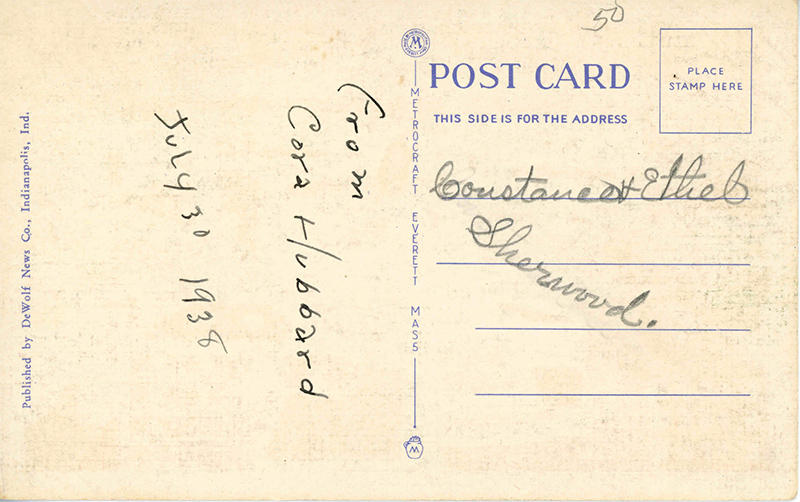 50
POST CARD
PLACE
STAMP HERE
THIS SIDE IS FOR THE ADDRESS
Constance & Ethel
Sherwood.
From
Cora Hubbard
July 30 1938
METROCRAFT EVERETT MASS
Published by DeWolf News Co., Indianapolis, Ind.
M